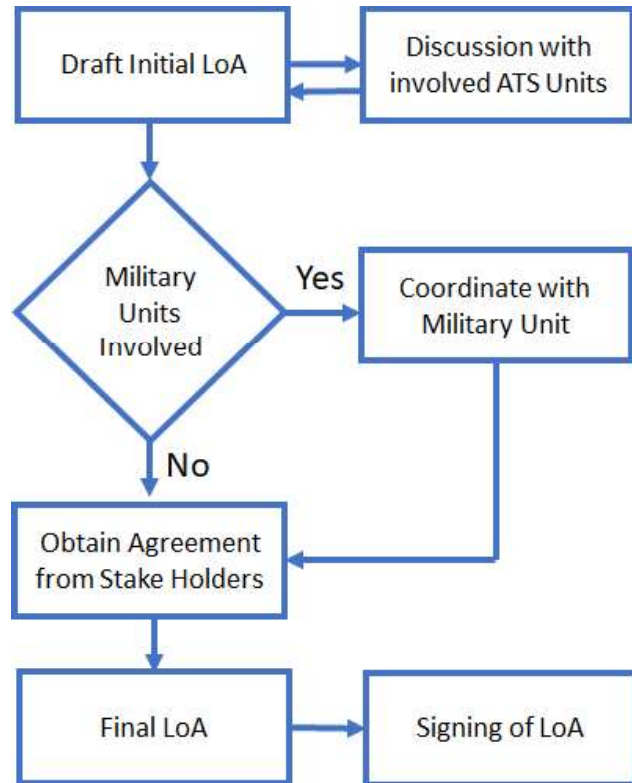 Draft Initial LoA
Discussion with
involved ATS Units
Military
Units
Involved
Yes
Coordinate with
Military Unit
No
Obtain Agreement
from Stake Holders
Final LoA
Signing of LoA